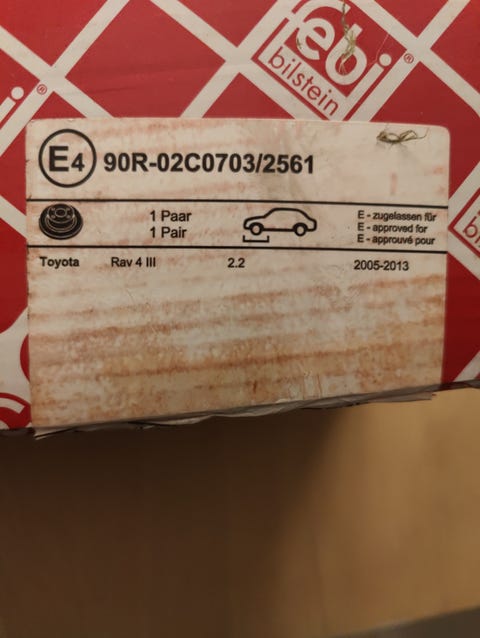 febi
bilstein
febi
E4 90R-02C0703/2561
1 Paar
1 Pair
E - zugelassen für
E - approved for
E - approuvé pour
Toyota Rav 4 III 2.2 2005-2013